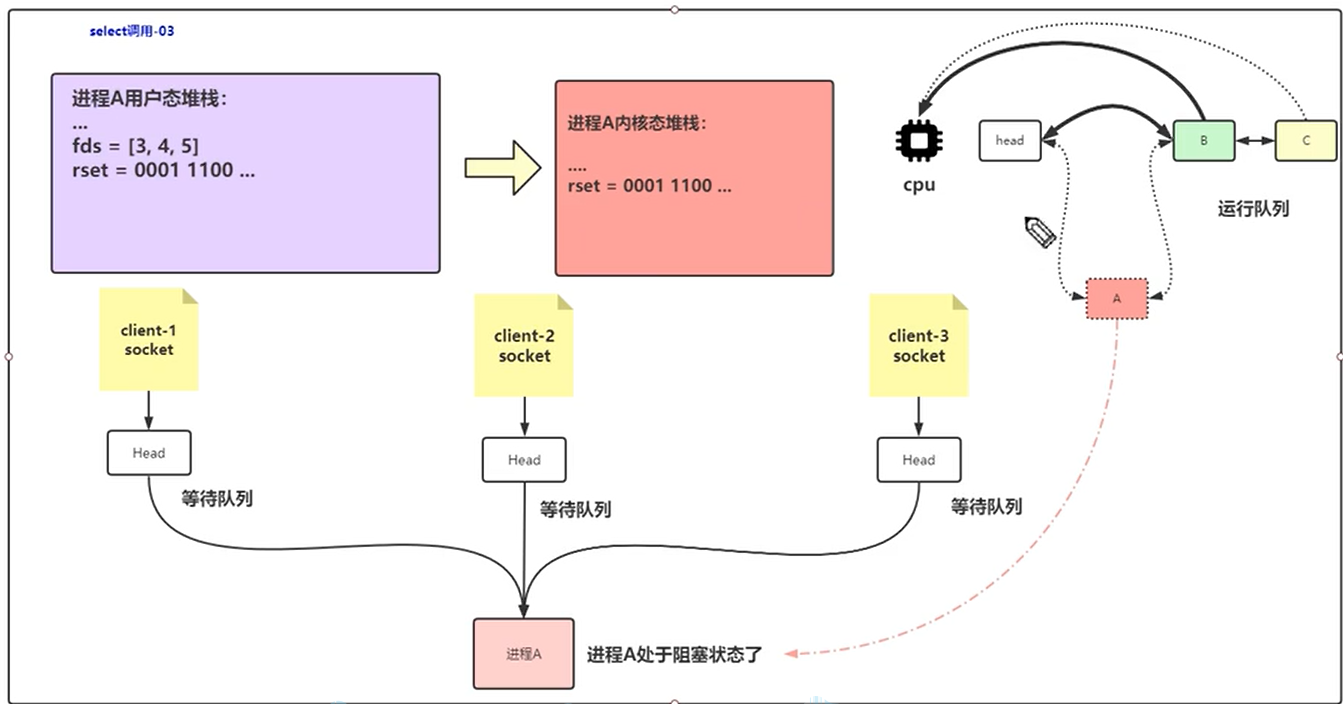 select调用-03
进程A用户态堆栈：
...
fds = [3, 4, 5]
rset = 0001 1100 ...
进程A内核态堆栈：
....
rset = 0001 1100 ...
cpu
head
B
C
运行队列
A
client-1
socket
client-2
socket
client-3
socket
Head
Head
Head
等待队列
等待队列
等待队列
进程A
进程A处于阻塞状态了